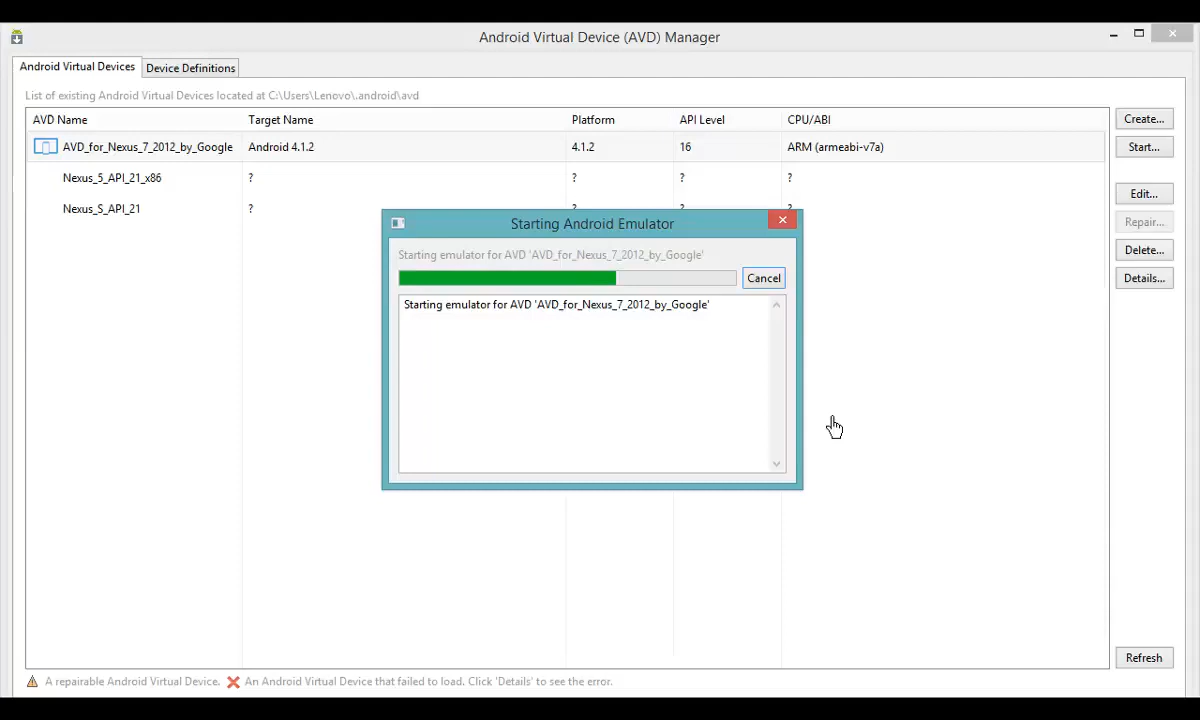 Android Virtual Device (AVD) Manager
Android Virtual Devices Device Definitions
List of existing Android Virtual Devices located at C:\Users\Lenovo\.android\avd
AVD Name Target Name Platform API Level CPU/ABI Create...
AVD_for_Nexus_7_2012_by_Google Android 4.1.2 4.1.2 16 ARM (armeabi-v7a) Start...
Nexus_5_API_21_x86 ? ? ? ?
Edit...
Nexus_S_API_21 ? ? ? ?
Repair...
Starting Android Emulator
Delete...
Starting emulator for AVD 'AVD_for_Nexus_7_2012_by_Google'
Cancel Details...
Starting emulator for AVD 'AVD_for_Nexus_7_2012_by_Google'
Refresh
A repairable Android Virtual Device. An Android Virtual Device that failed to load. Click 'Details' to see the error.